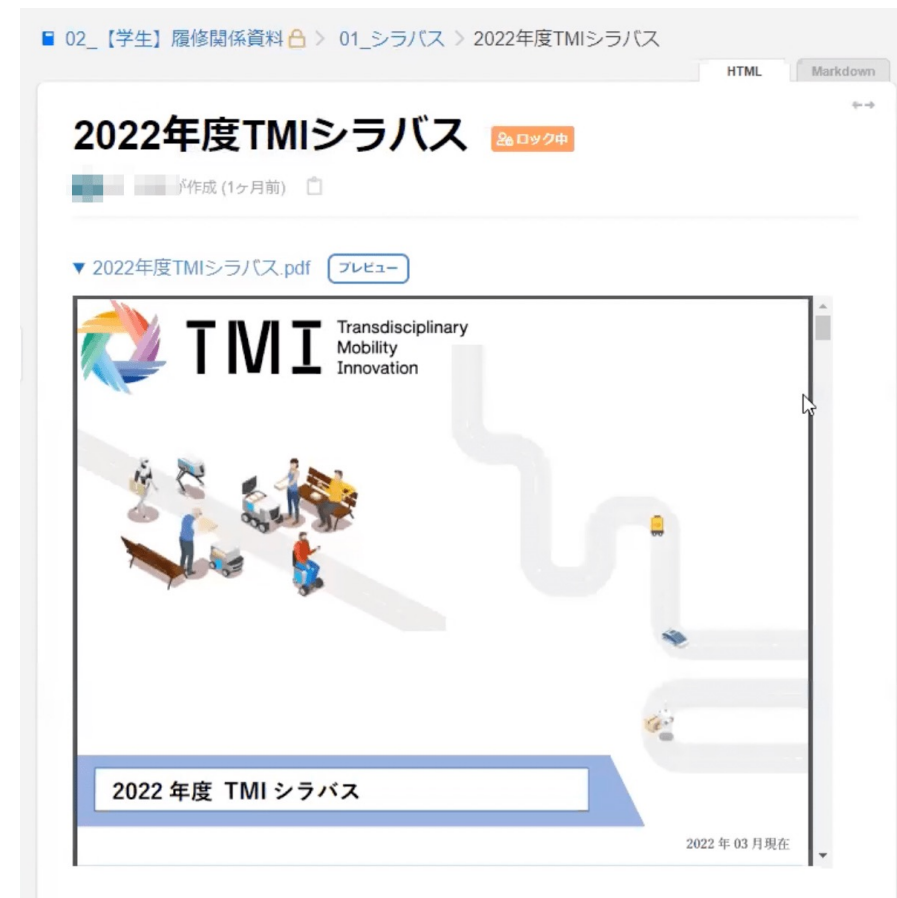 02_【学生】履修関係資料 > 01_シラバス > 2022年度TMIシラバス
HTML
Markdown
2022年度TMIシラバス
ロック中
が作成 (1ヶ月前)
▼ 2022年度TMIシラバス.pdf
プレビュー
TMI
Transdisciplinary
Mobility
Innovation
2022 年度 TMI シラバス
2022 年 03 月現在